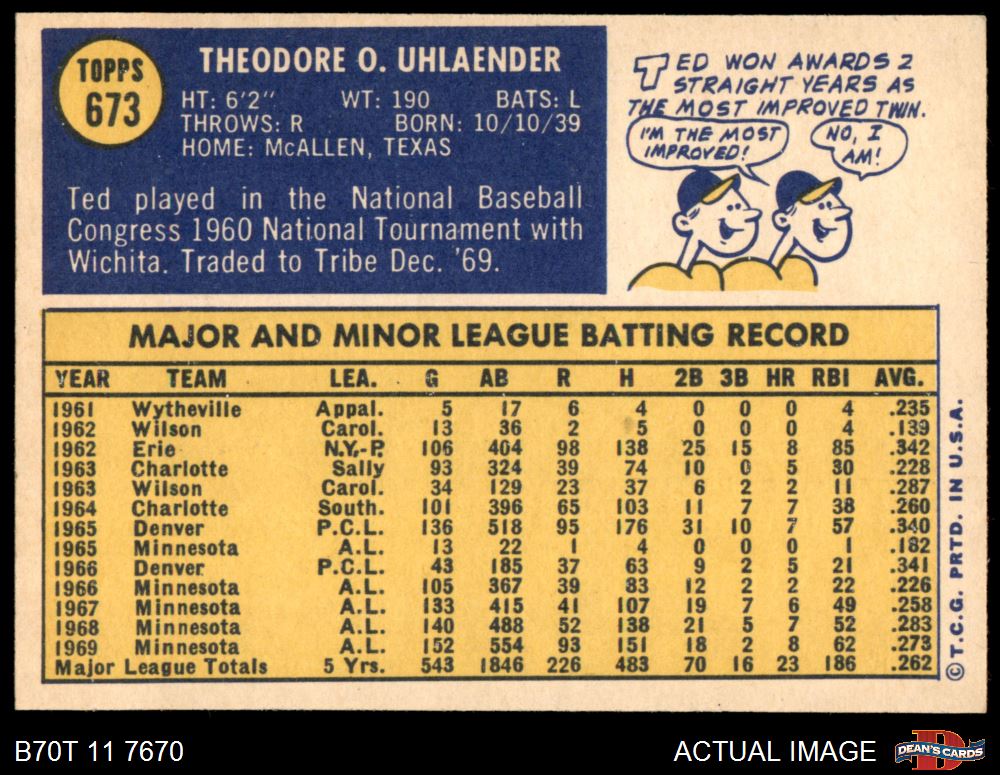 TOPPS
673
THEODORE O. UHLAENDER
HT: 6'2" WT: 190 BATS: L
THROWS: R BORN: 10/10/39
HOME: McALLEN, TEXAS
Ted played in the National Baseball
Congress 1960 National Tournament with
Wichita. Traded to Tribe Dec. '69.
TED WON AWARDS 2
STRAIGHT YEARS AS
THE MOST IMPROVED TWIN.
I'M THE MOST
IMPROVED!
NO, I
AM!
MAJOR AND MINOR LEAGUE BATTING RECORD
YEAR TEAM LEA. G AB R H 2B 3B HR RBI AVG.
1961 Wytheville Appal. 5 17 6 4 0 0 0 4 .235
1962 Wilson Carol. 13 36 2 5 0 0 0 4 .139
1962 Erie N.Y.-P. 106 404 98 138 25 15 8 85 .342
1963 Charlotte Sally 93 324 39 74 10 0 5 30 .228
1963 Wilson Carol. 34 129 23 37 6 2 2 11 .287
1964 Charlotte South. 101 396 65 103 11 7 7 38 .260
1965 Denver P.C.L. 136 518 95 176 31 10 7 57 .340
1965 Minnesota A.L. 13 22 1 4 0 0 0 1 .182
1966 Denver P.C.L. 43 185 37 63 9 2 5 21 .341
1966 Minnesota A.L. 105 367 39 83 12 2 2 22 .226
1967 Minnesota A.L. 133 415 41 107 19 7 6 49 .258
1968 Minnesota A.L. 140 488 52 138 21 5 7 52 .283
1969 Minnesota A.L. 152 554 93 151 18 2 8 62 .273
Major League Totals 5 Yrs. 543 1846 226 483 70 16 23 186 .262
© T.C.G. PRTD. IN U.S.A.
B70T 11 7670
ACTUAL IMAGE
B
DEAN'S CARDS